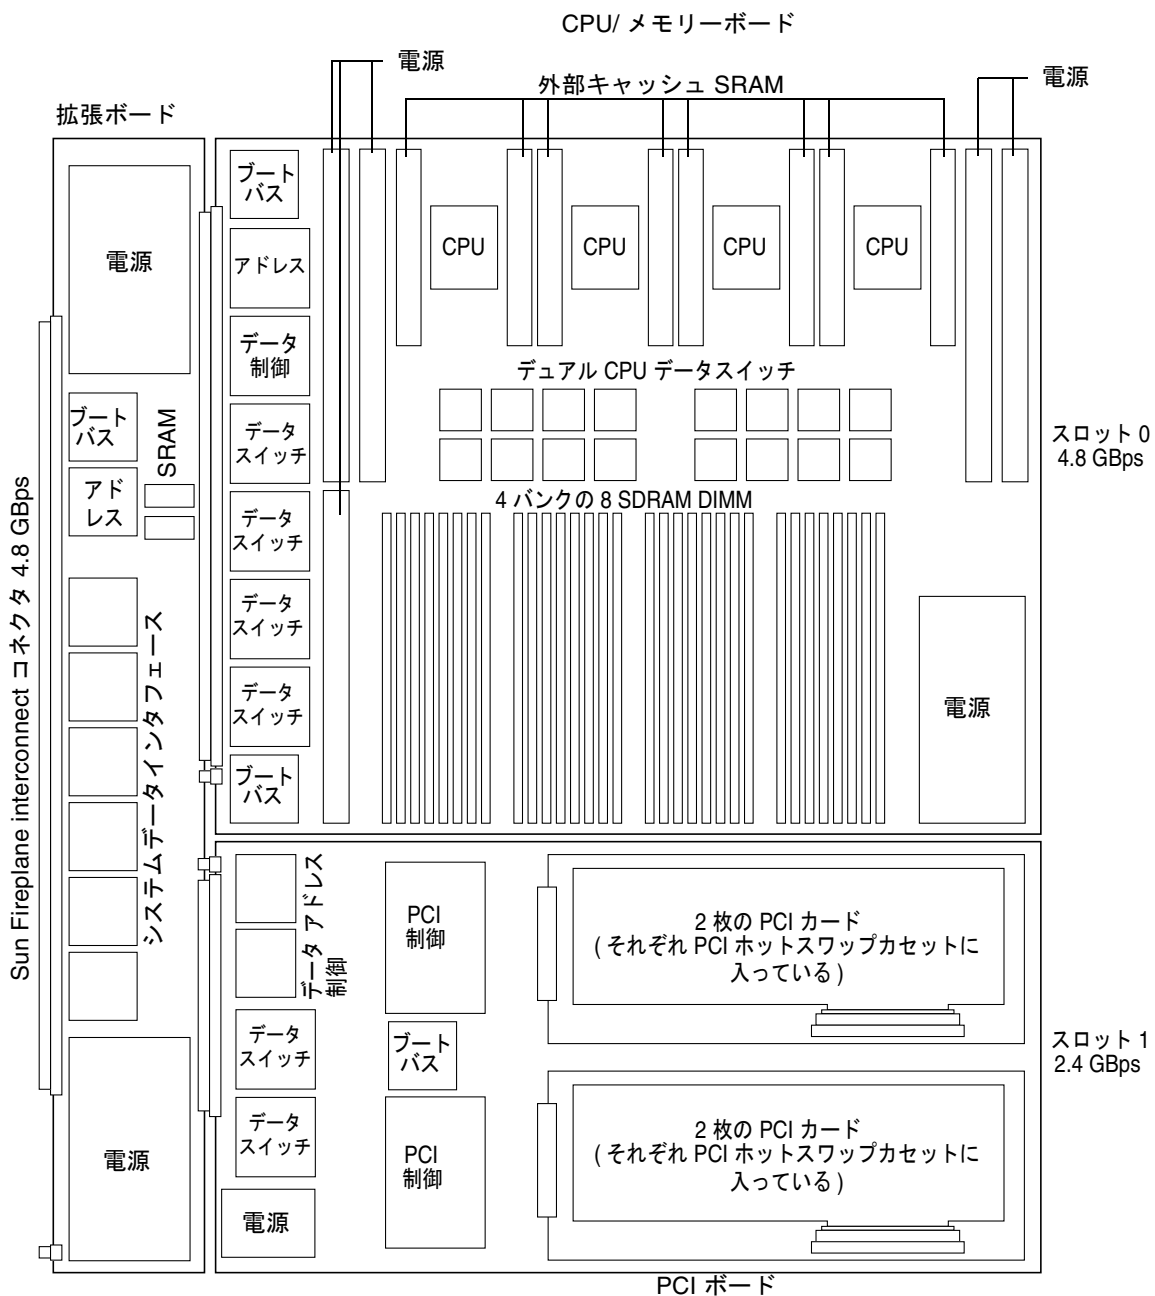 CPU/ メモリーボード
電源
外部キャッシュ SRAM
電源
拡張ボード
ブート
バス
電源
アドレス
CPU
CPU
CPU
CPU
データ
制御
デュアル CPU データスイッチ
ブート
バス
SRAM
データ
スイッチ
スロット 0
4.8 GBps
アド
レス
4 バンクの 8 SDRAM DIMM
データ
スイッチ
Sun Fireplane interconnect コネクタ 4.8 GBps
システムデータインタフェース
データ
スイッチ
データ
スイッチ
電源
ブート
バス
アドレス
データ
制御
PCI
制御
2 枚の PCI カード
( それぞれ PCI ホットスワップカセットに
入っている )
データ
スイッチ
ブート
バス
スロット 1
2.4 GBps
データ
スイッチ
PCI
制御
2 枚の PCI カード
( それぞれ PCI ホットスワップカセットに
入っている )
電源
電源
PCI ボード